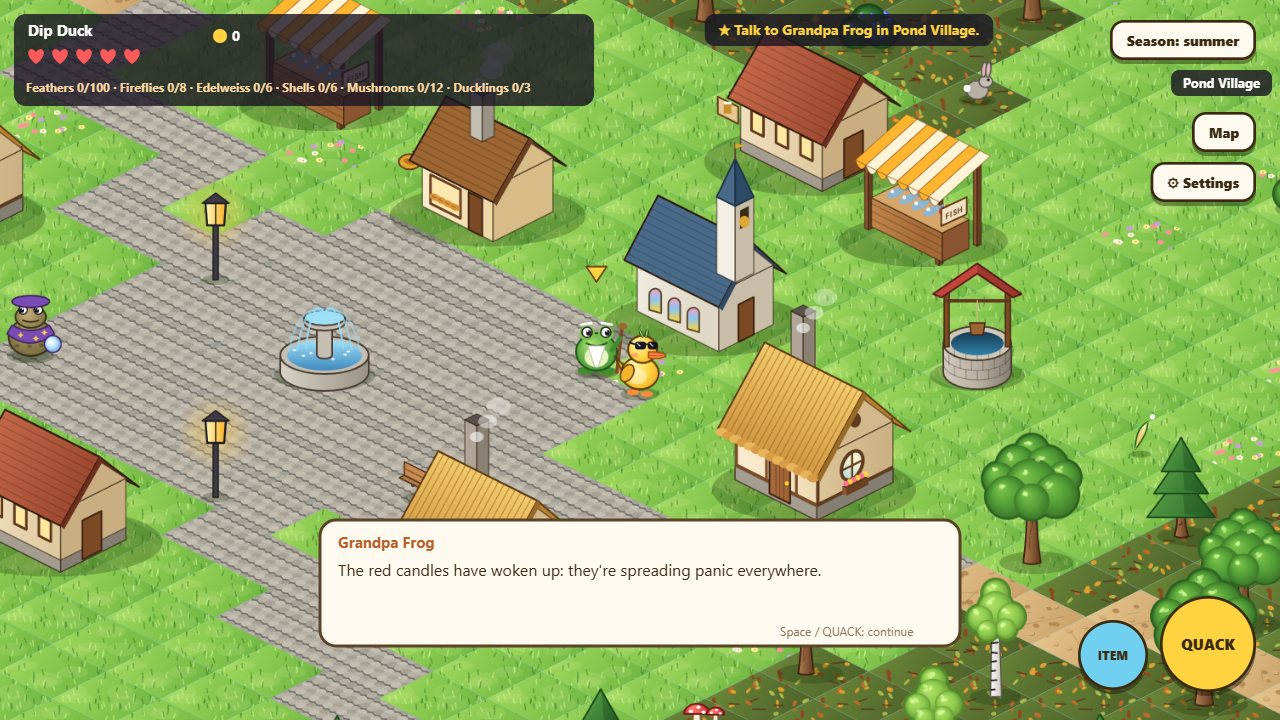 Dip Duck
0
Feathers 0/100 · Fireflies 0/8 · Edelweiss 0/6 · Shells 0/6 · Mushrooms 0/12 · Ducklings 0/3
★ Talk to Grandpa Frog in Pond Village.
Season: summer
Pond Village
Map
⚙ Settings
FISH
FISH
Grandpa Frog
The red candles have woken up: they're spreading panic everywhere.
Space / QUACK: continue
ITEM
QUACK